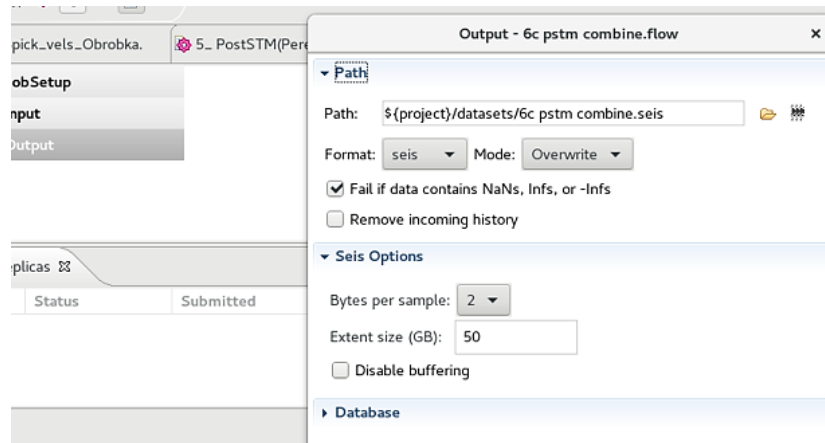 pick_vels_Obrobka.
5_ PostSTM(Pere
obSetup
nput
Output
eplicas
Status Submitted
Output - 6c pstm combine.flow
Path
Path: ${project}/datasets/6c pstm combine.seis
Format: seis Mode: Overwrite
Fail if data contains NaNs, Infs, or -Infs
Remove incoming history
Seis Options
Bytes per sample: 2
Extent size (GB): 50
Disable buffering
Database